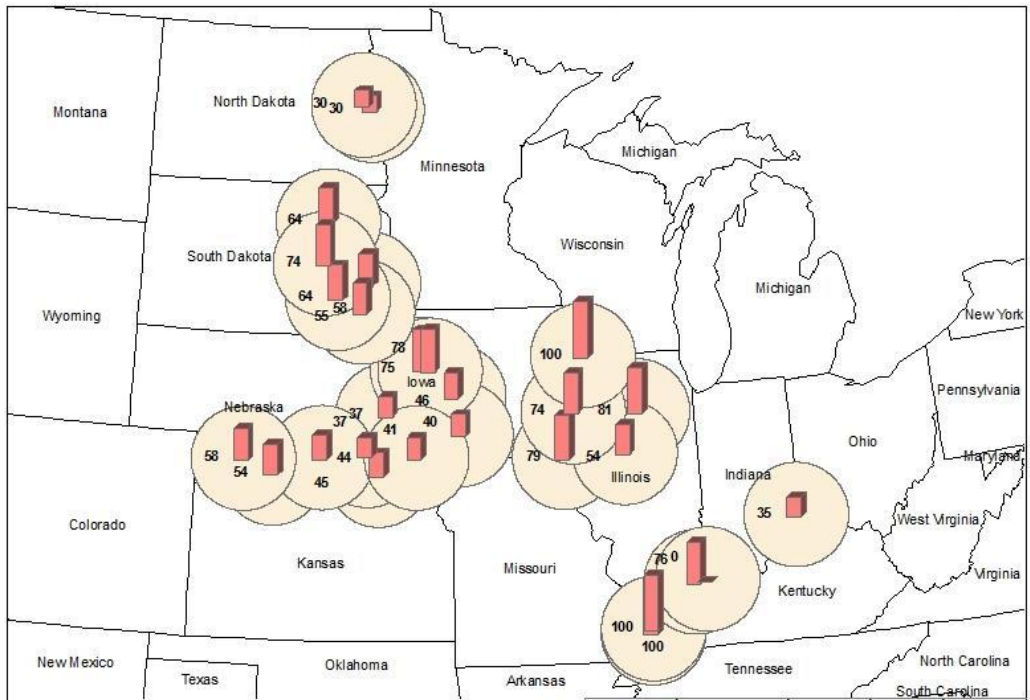 North Dakota
30
30
Montana
Michigan
Minnesota
64
Wisconsin
South Dakota
74
Michigan
64
58
55
Wyoming
New York
78
100
75
Iowa
Pennsylvania
46
Nebraska
37
37
74
81
41
40
Ohio
58
54
44
79
54
Maryland
45
Illinois
Indiana
35
West Virginia
Colorado
Kansas
Missouri
76
0
Virginia
Kentucky
100
100
New Mexico
Oklahoma
Tennessee
North Carolina
Texas
Arkansas
South Carolina